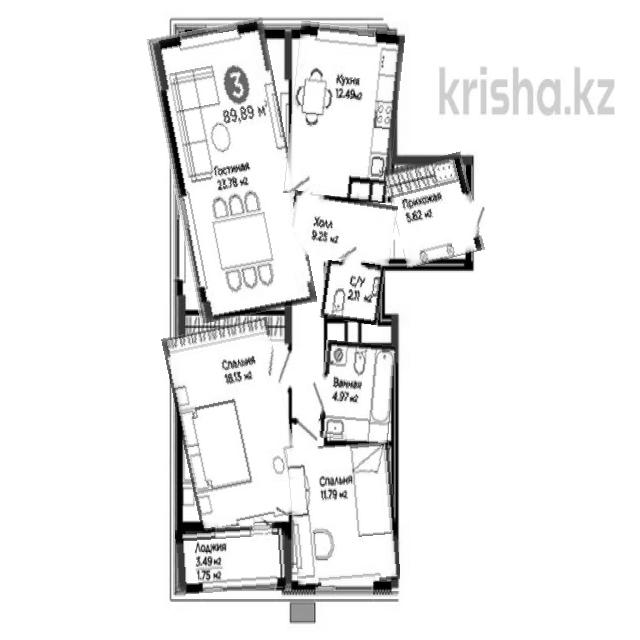 3
89,89 м
Гостиная
23.78 м2
Кухня
12.49м2
krisha.kz
Прихожая
5.62 м2
Холл
9.25 м2
С/У
2.11 м2
Спальня
18.13 м2
Ванная
4.97 м2
Спальня
11.79 м2
Лоджия
3.49 м2
1.75 м2